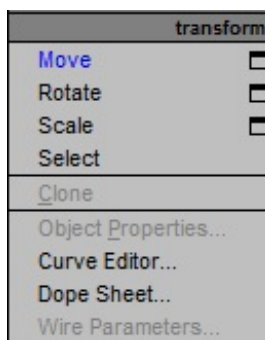 transform
Move
Rotate
Scale
Select
Clone
Object Properties...
Curve Editor...
Dope Sheet...
Wire Parameters...